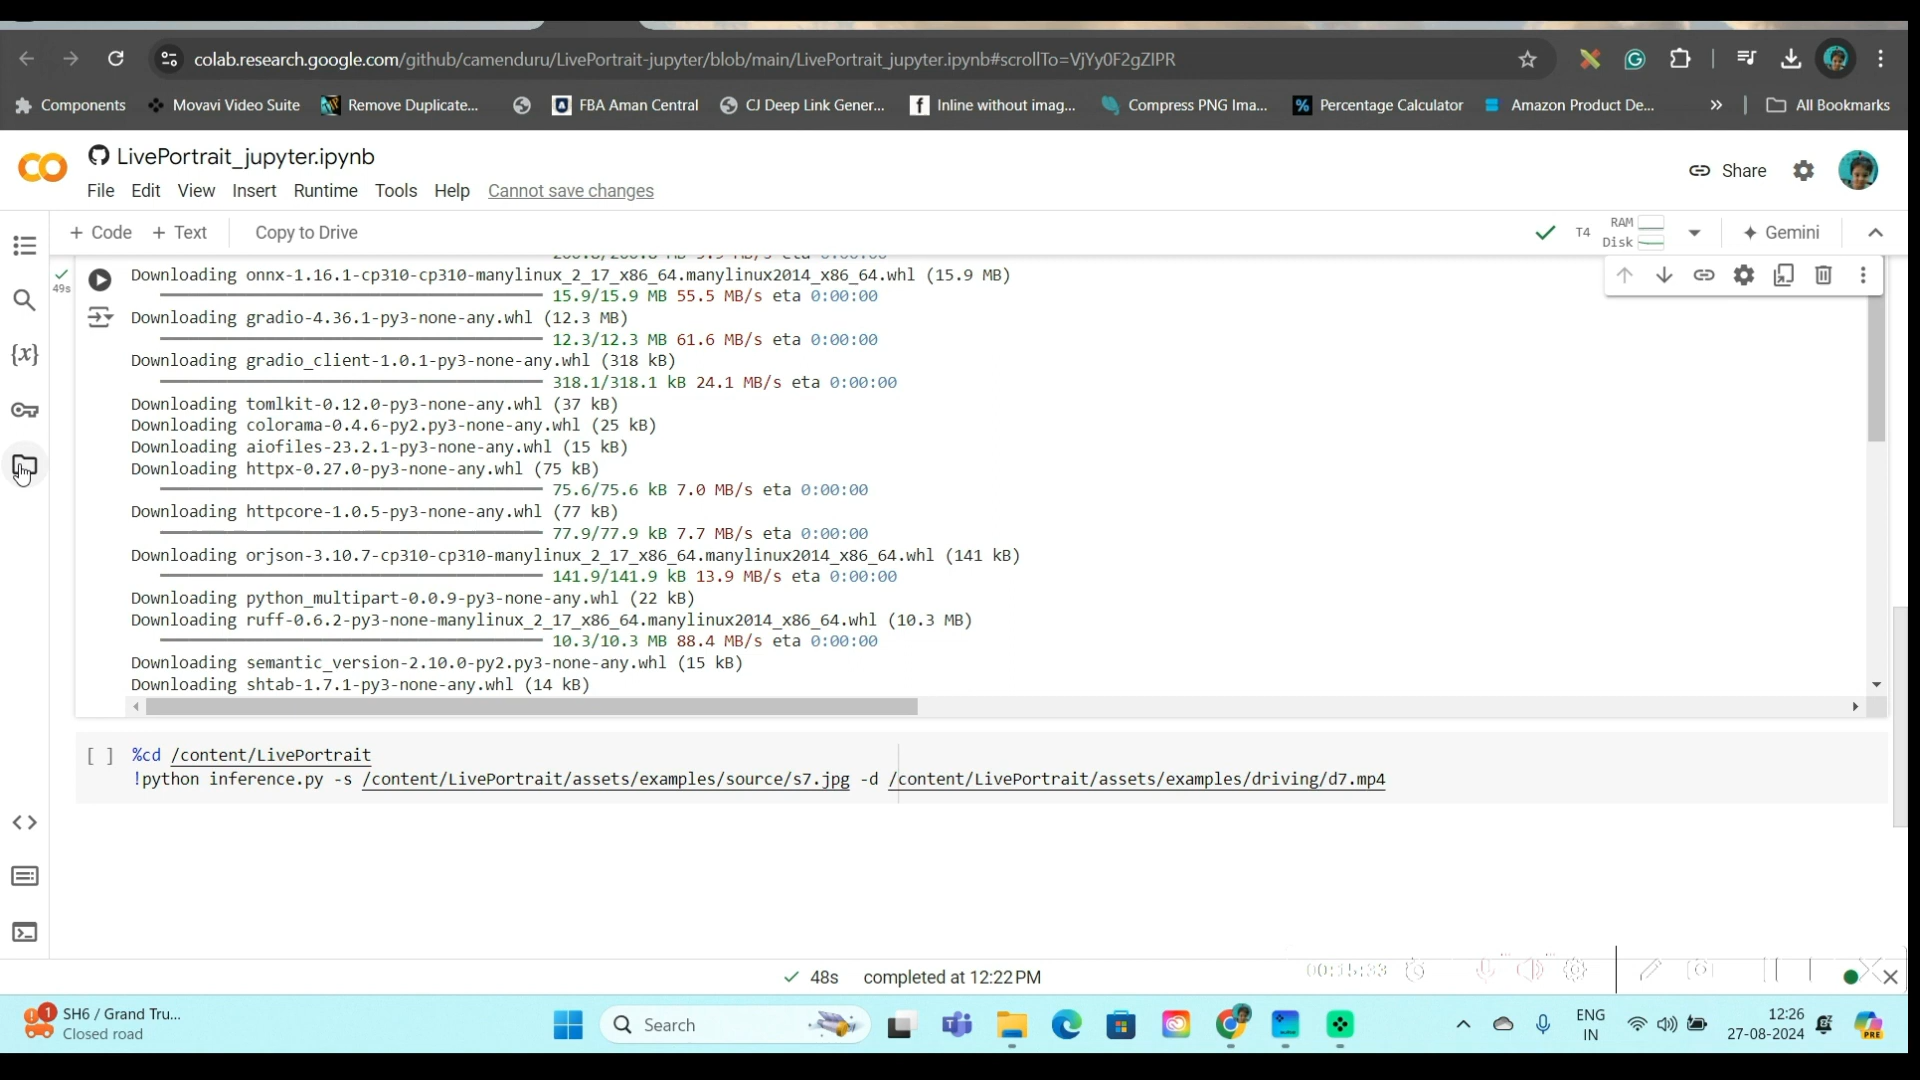 colab.research.google.com/github/camenduru/LivePortrait-jupyter/blob/main/LivePortrait_jupyter.ipynb#scrollTo=VjYy0F2gZIPR
Components Movavi Video Suite Remove Duplicate... FBA Aman Central CJ Deep Link Gener... Inline without imag... Compress PNG Ima... Percentage Calculator Amazon Product De... » All Bookmarks
LivePortrait_jupyter.ipynb
Share
File Edit View Insert Runtime Tools Help Cannot save changes
+ Code + Text Copy to Drive
T4 RAM Disk Gemini
49s
Downloading onnx-1.16.1-cp310-cp310-manylinux_2_17_x86_64.manylinux2014_x86_64.whl (15.9 MB)
15.9/15.9 MB 55.5 MB/s eta 0:00:00
Downloading gradio-4.36.1-py3-none-any.whl (12.3 MB)
12.3/12.3 MB 61.6 MB/s eta 0:00:00
Downloading gradio_client-1.0.1-py3-none-any.whl (318 kB)
318.1/318.1 kB 24.1 MB/s eta 0:00:00
Downloading tomlkit-0.12.0-py3-none-any.whl (37 kB)
Downloading colorama-0.4.6-py2.py3-none-any.whl (25 kB)
Downloading aiofiles-23.2.1-py3-none-any.whl (15 kB)
Downloading httpx-0.27.0-py3-none-any.whl (75 kB)
75.6/75.6 kB 7.0 MB/s eta 0:00:00
Downloading httpcore-1.0.5-py3-none-any.whl (77 kB)
77.9/77.9 kB 7.7 MB/s eta 0:00:00
Downloading orjson-3.10.7-cp310-cp310-manylinux_2_17_x86_64.manylinux2014_x86_64.whl (141 kB)
141.9/141.9 kB 13.9 MB/s eta 0:00:00
Downloading python_multipart-0.0.9-py3-none-any.whl (22 kB)
Downloading ruff-0.6.2-py3-none-manylinux_2_17_x86_64.manylinux2014_x86_64.whl (10.3 MB)
10.3/10.3 MB 88.4 MB/s eta 0:00:00
Downloading semantic_version-2.10.0-py2.py3-none-any.whl (15 kB)
Downloading shtab-1.7.1-py3-none-any.whl (14 kB)
[ ] %cd /content/LivePortrait
!python inference.py -s /content/LivePortrait/assets/examples/source/s7.jpg -d /content/LivePortrait/assets/examples/driving/d7.mp4
48s completed at 12:22 PM
00:15:33
1 SH6 / Grand Tru...
Closed road
Search
ENG
IN
12:26
27-08-2024
PRE